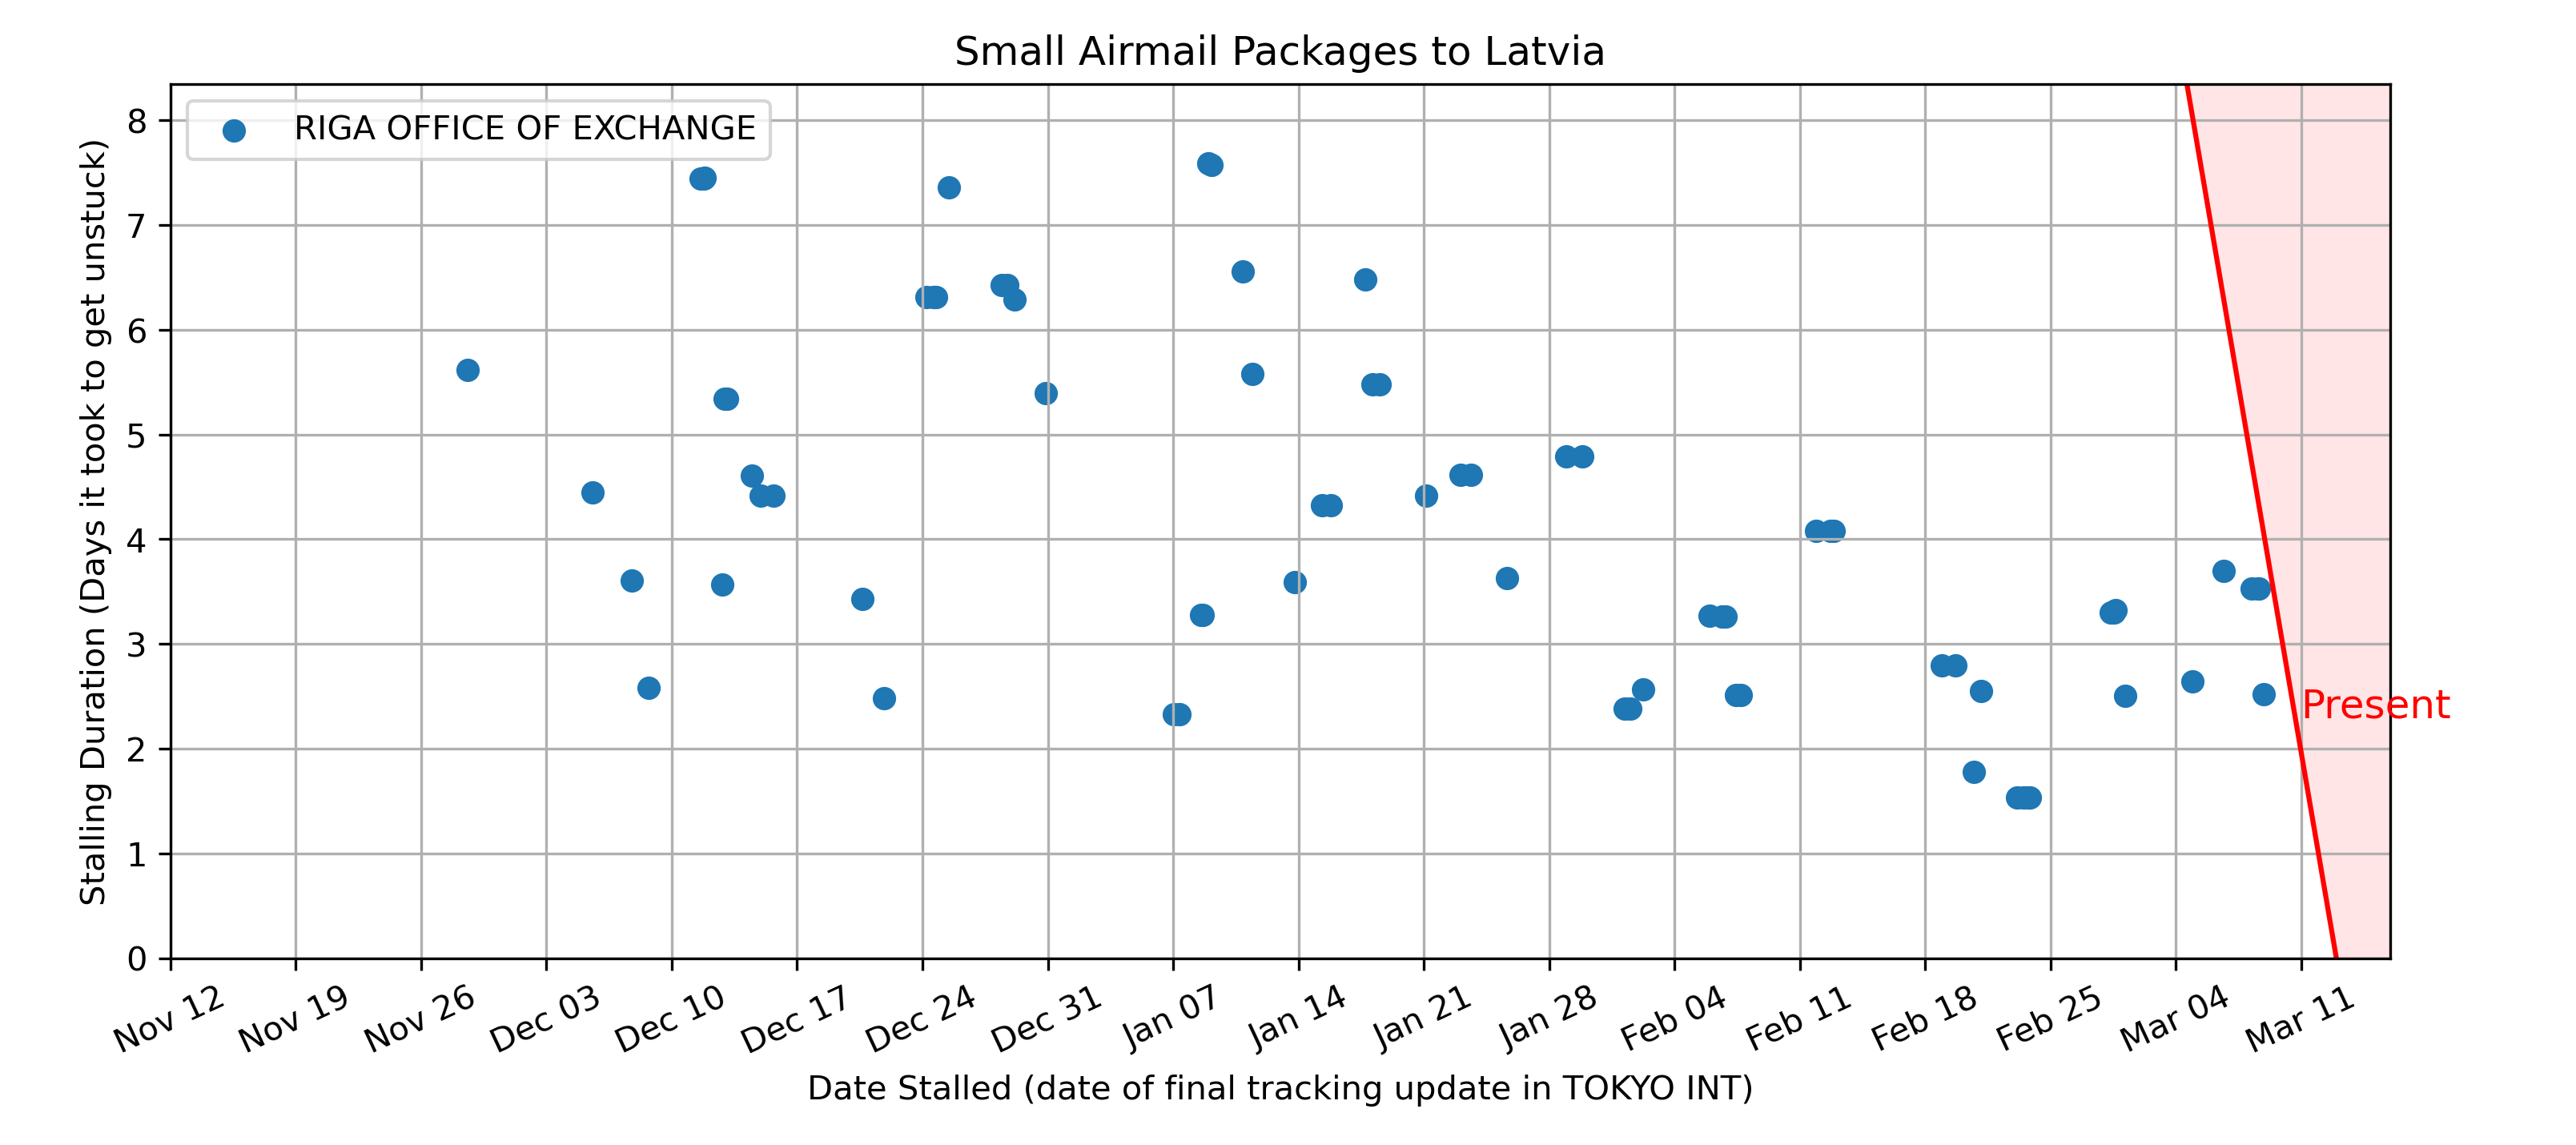 Small Airmail Packages to Latvia
RIGA OFFICE OF EXCHANGE
Stalling Duration (Days it took to get unstuck)
8
7
6
5
4
3
2
1
0
Present
Nov 12
Nov 19
Nov 26
Dec 03
Dec 10
Dec 17
Dec 24
Dec 31
Jan 07
Jan 14
Jan 21
Jan 28
Feb 04
Feb 11
Feb 18
Feb 25
Mar 04
Mar 11
Date Stalled (date of final tracking update in TOKYO INT)